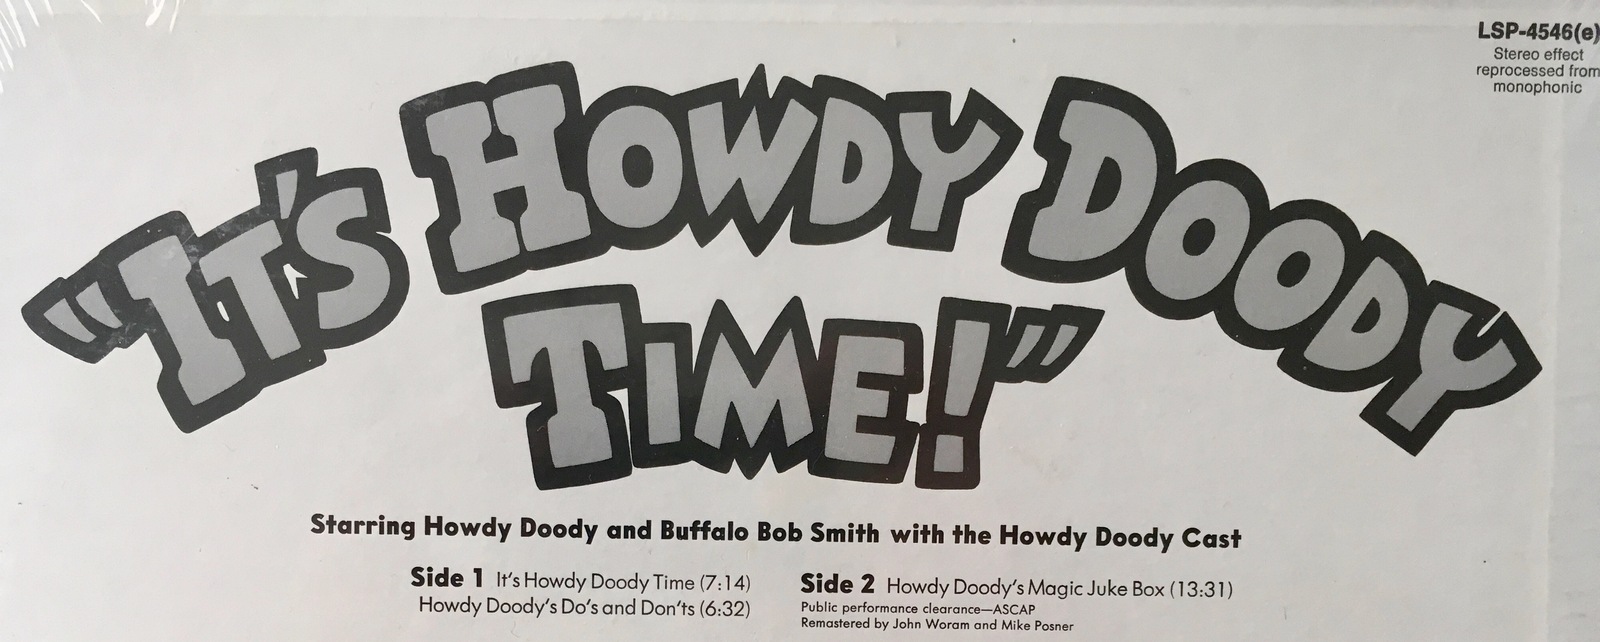 LSP-4546(e)
Stereo effect
reprocessed from
monophonic
"IT'S HOWDY DOODY
TIME!"
Starring Howdy Doody and Buffalo Bob Smith with the Howdy Doody Cast
Side 1 It's Howdy Doody Time (7:14)
Howdy Doody's Do's and Don'ts (6:32)
Side 2 Howdy Doody's Magic Juke Box (13:31)
Public performance clearance—ASCAP
Remastered by John Woram and Mike Posner